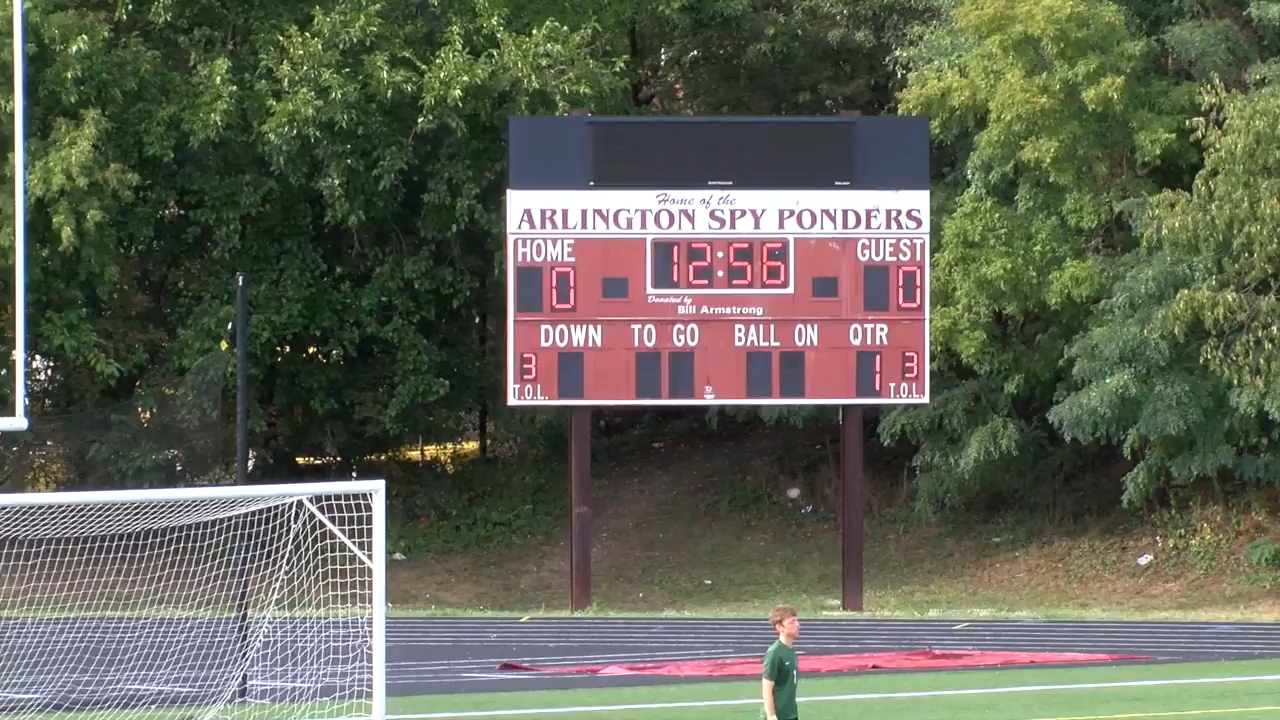 Home of the
ARLINGTON SPY PONDERS
HOME 12:56 GUEST
0 0
Donated by
Bill Armstrong
DOWN TO GO BALL ON QTR
3 1 3
T.O.L. T.O.L.